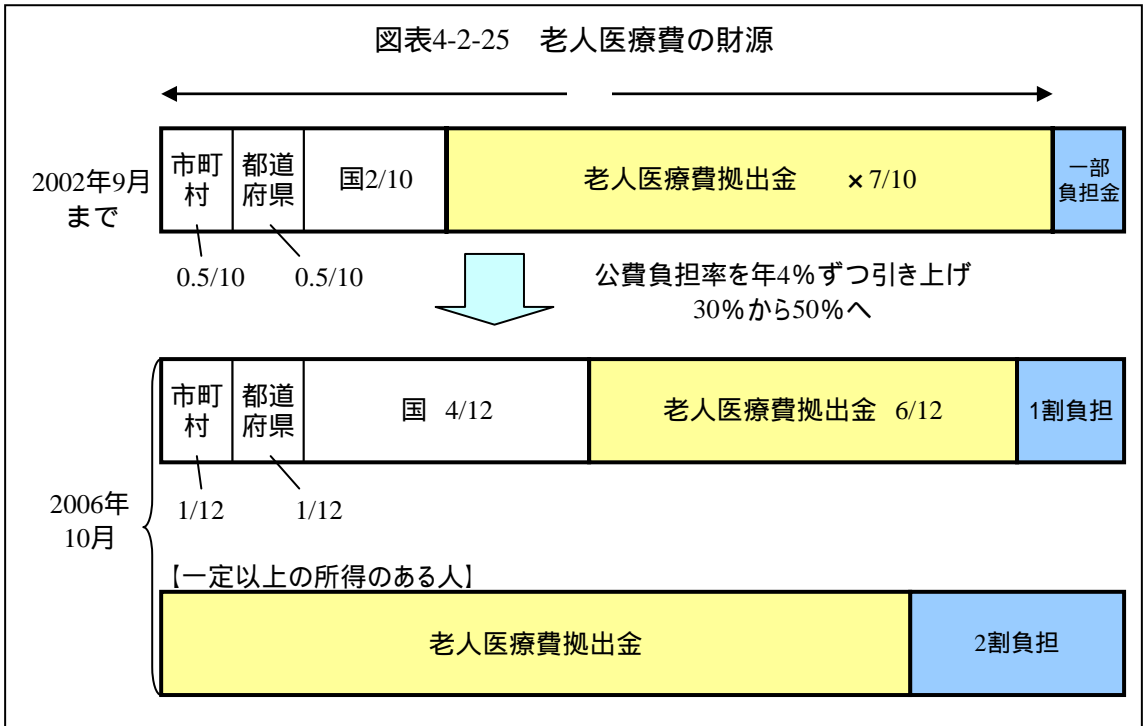 図表4-2-25　老人医療費の財源
2002年9月
まで
市町
村
都道
府県
国2/10
老人医療費拠出金　×7/10
一部
負担金
0.5/10
0.5/10
公費負担率を年4％ずつ引き上げ
30％から50％へ
2006年
10月
市町
村
都道
府県
国 4/12
老人医療費拠出金 6/12
1割負担
1/12
1/12
【一定以上の所得のある人】
老人医療費拠出金
2割負担